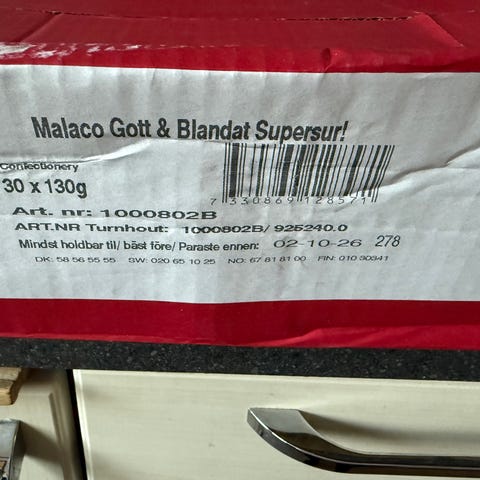 Malaco Gott & Blandat Supersur!
Confectionery
30 x 130g
7 330869 128571
Art. nr: 1000802B
ART.NR Turnhout: 1000802B/ 925240.0
Mindst holdbar til/ bäst före/ Paraste ennen: 02-10-26 278
DK: 58 56 55 55 SW: 020 65 10 25 NO: 67 81 81 00 FIN: 010 30341